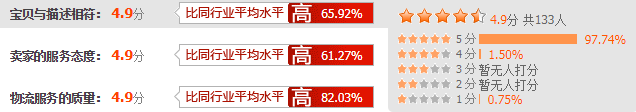 宝贝与描述相符： 4.9分 比同行业平均水平 高 65.92%
卖家的服务态度： 4.9分 比同行业平均水平 高 61.27%
物流服务的质量： 4.9分 比同行业平均水平 高 82.03%
4.9分 共133人
5 分 97.74%
4 分 1.50%
3 分 暂无人打分
2 分 暂无人打分
1 分 0.75%